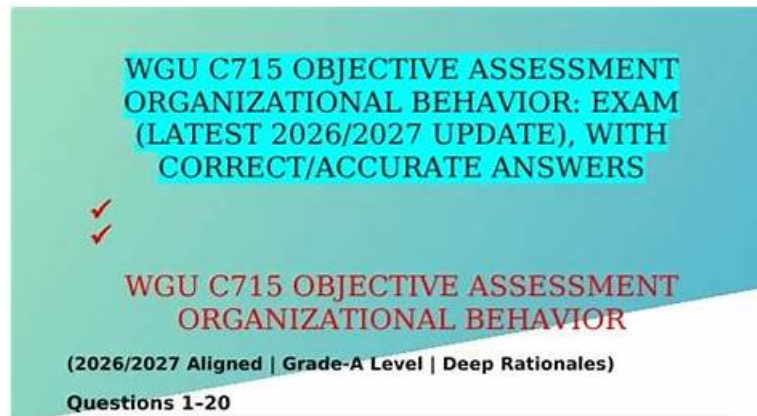 WGU C715 OBJECTIVE ASSESSMENT
ORGANIZATIONAL BEHAVIOR: EXAM
(LATEST 2026/2027 UPDATE), WITH
CORRECT/ACCURATE ANSWERS
✓
✓
WGU C715 OBJECTIVE ASSESSMENT
ORGANIZATIONAL BEHAVIOR
(2026/2027 Aligned | Grade-A Level | Deep Rationales)
Questions 1–20